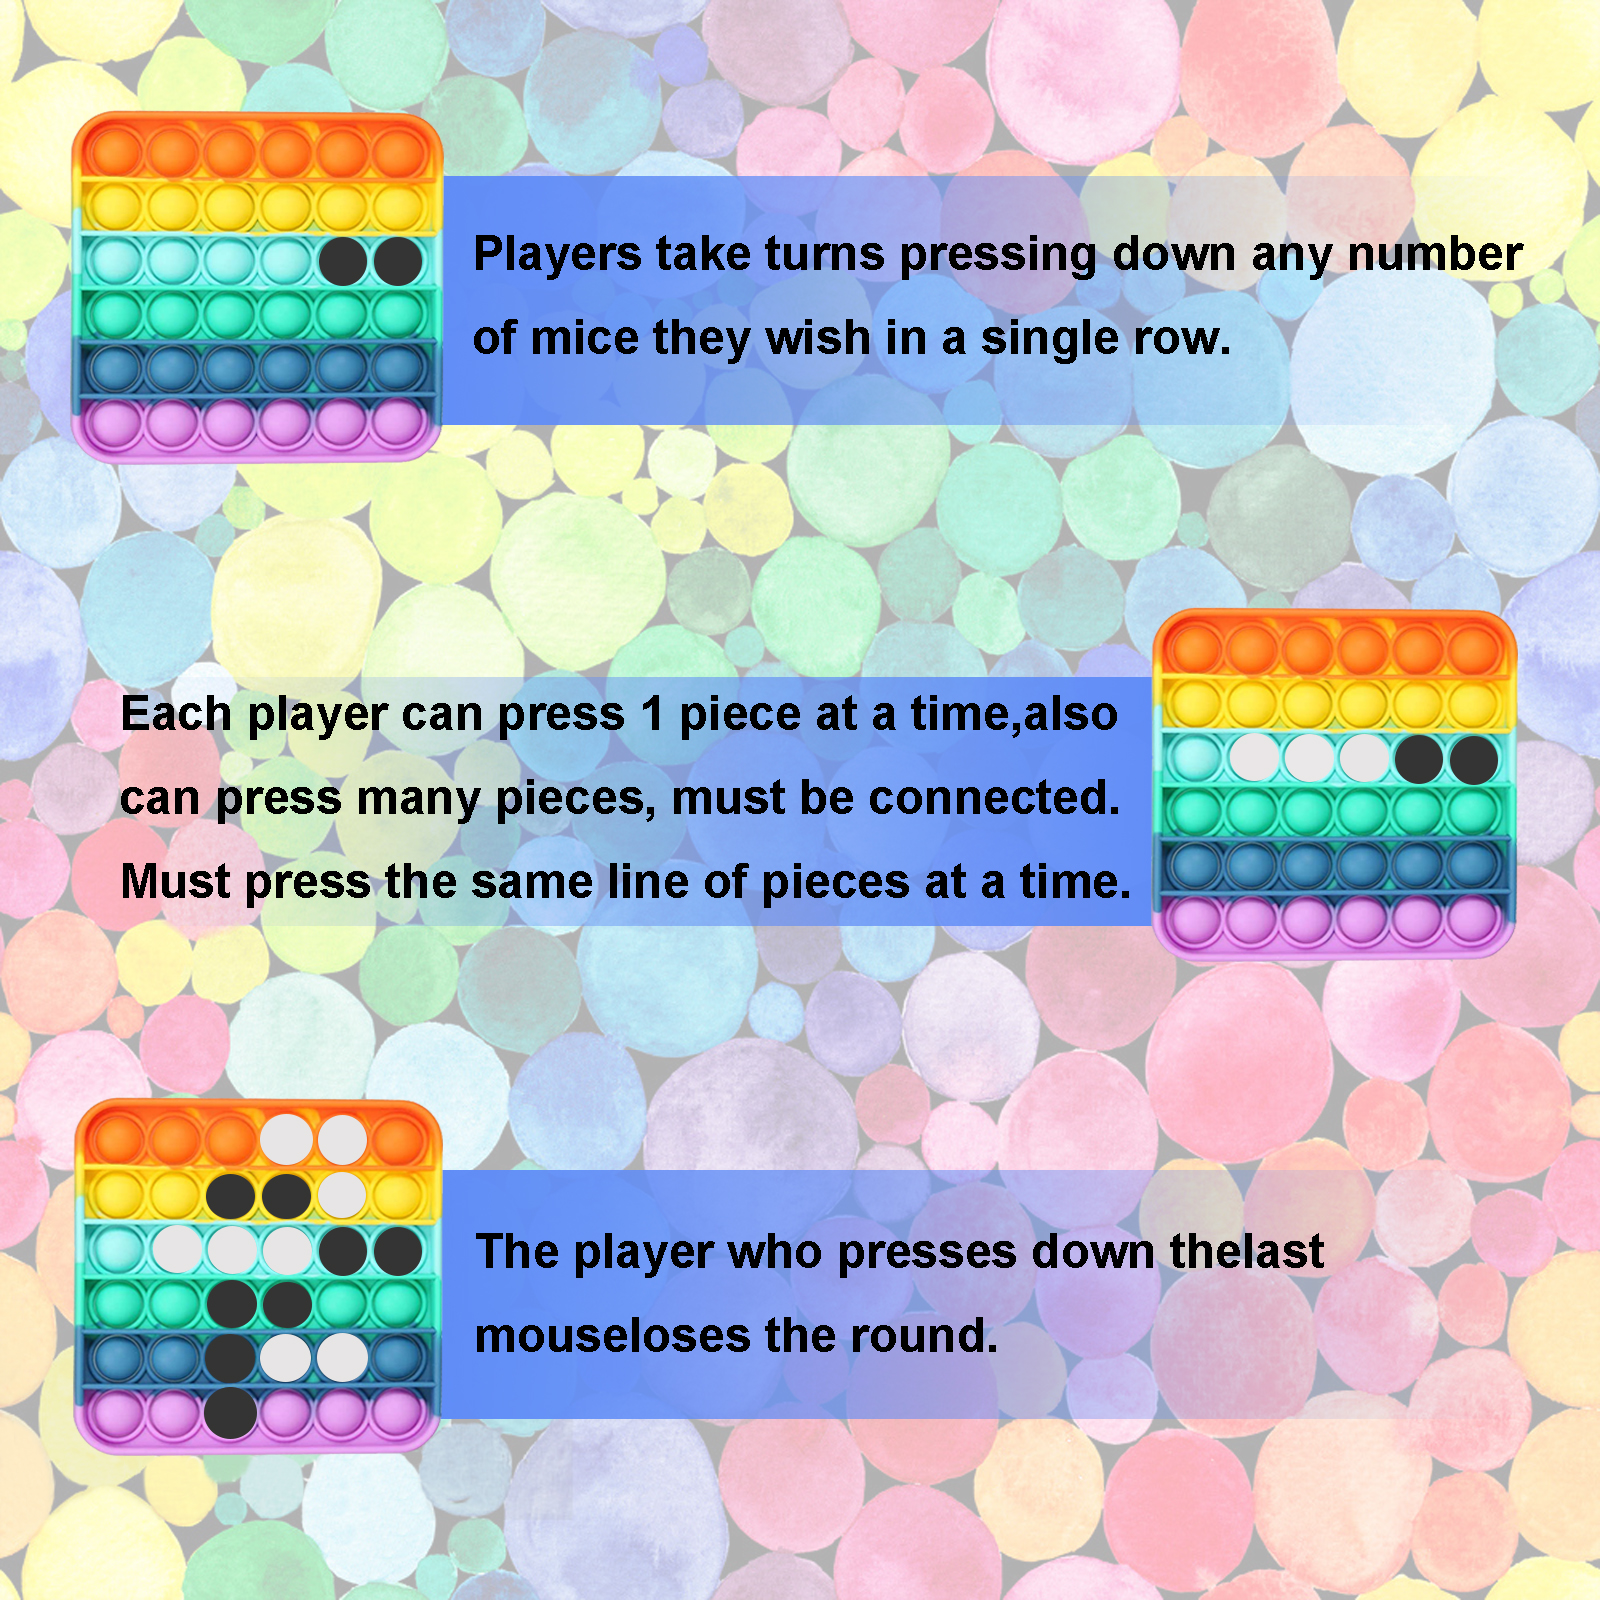 Players take turns pressing down any number
of mice they wish in a single row.
Each player can press 1 piece at a time,also
can press many pieces, must be connected.
Must press the same line of pieces at a time.
The player who presses down thelast
mouseloses the round.